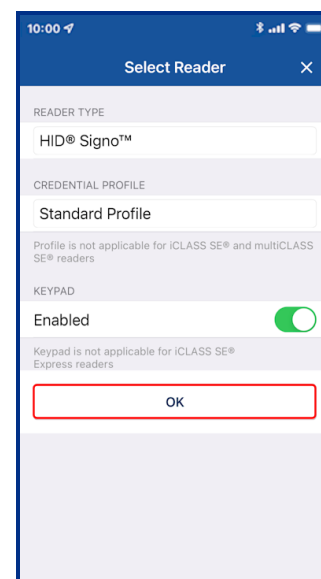 10:00
Select Reader
READER TYPE
HID® Signo™
CREDENTIAL PROFILE
Standard Profile
Profile is not applicable for iCLASS SE® and multiCLASS
SE® readers
KEYPAD
Enabled
Keypad is not applicable for iCLASS SE®
Express readers
OK